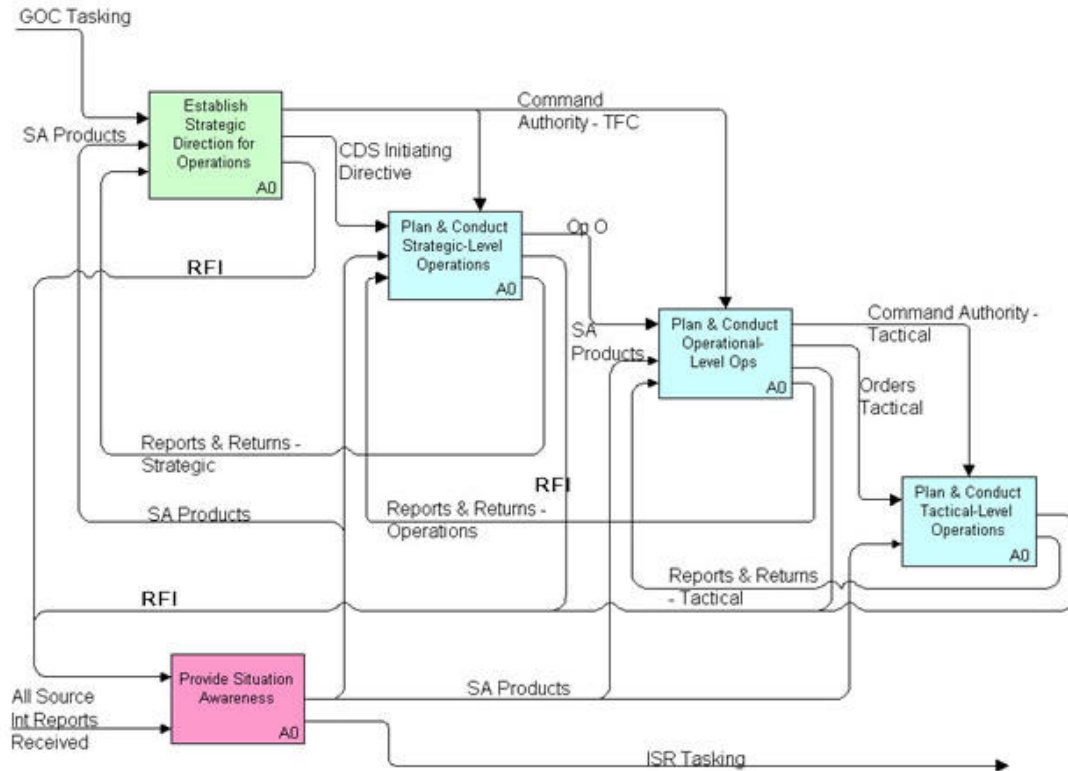 GOC Tasking
Establish
Strategic
Direction for
Operations
A0
SA Products
Command
Authority - TFC
CDS Initiating
Directive
Plan & Conduct
Strategic-Level
Operations
A0
Op O
RFI
SA
Products
Plan & Conduct
Operational-
Level Ops
A0
Command Authority -
Tactical
Orders
Tactical
Reports & Returns -
Strategic
RFI
Plan & Conduct
Tactical-Level
Operations
A0
SA Products
Reports & Returns -
Operations
Reports & Returns
- Tactical
RFI
Provide Situation
Awareness
A0
SA Products
All Source
Int Reports
Received
ISR Tasking